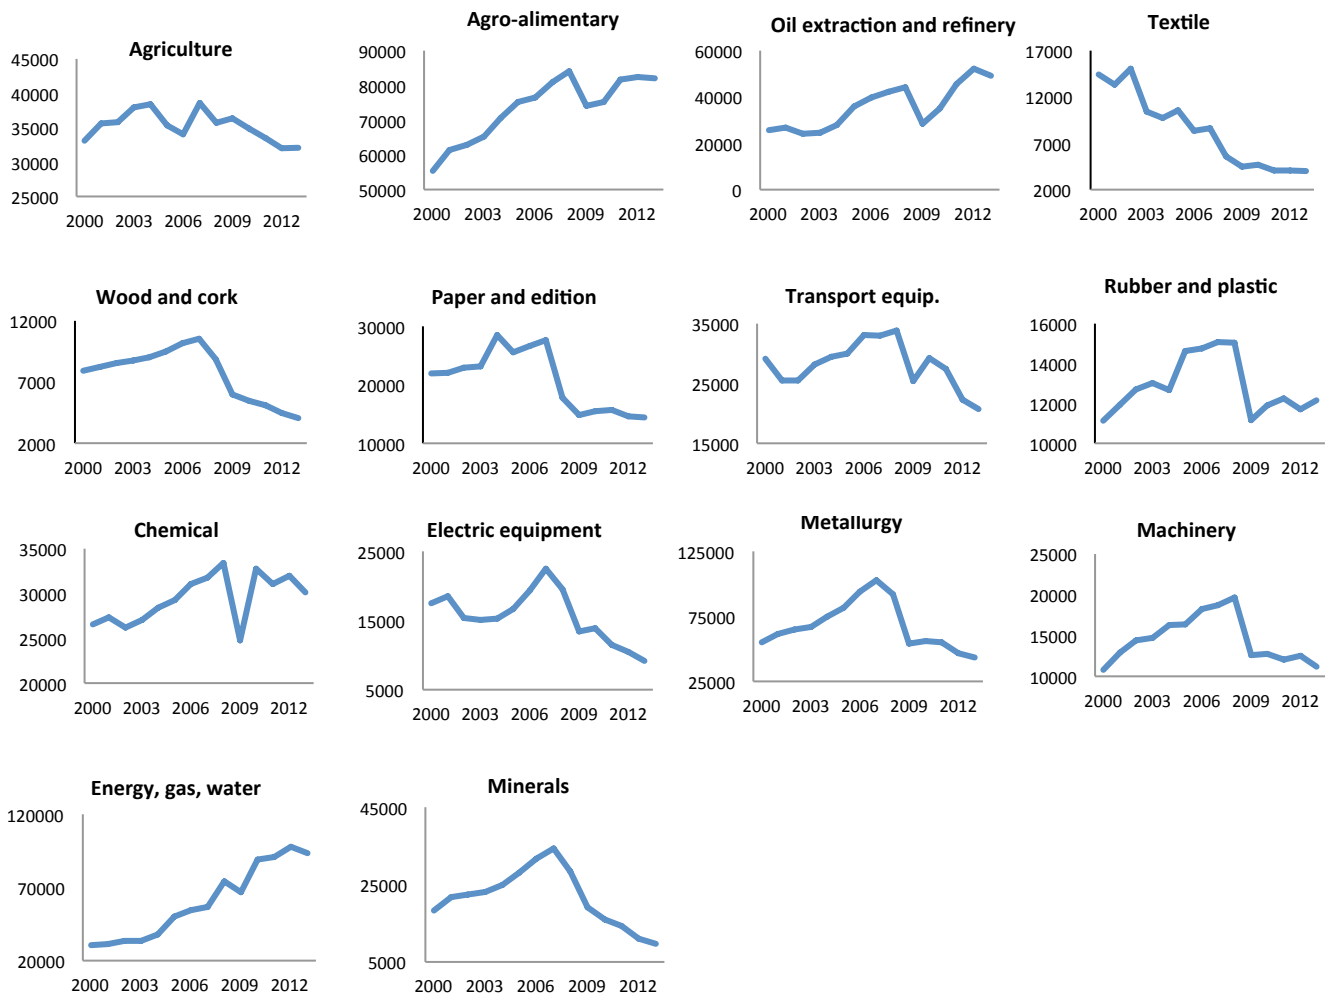 Agriculture
45000
40000
35000
30000
25000
2000 2003 2006 2009 2012
Agro-alimentary
90000
80000
70000
60000
50000
2000 2003 2006 2009 2012
Oil extraction and refinery
60000
40000
20000
0
2000 2003 2006 2009 2012
Textile
17000
12000
7000
2000
2000 2003 2006 2009 2012
Wood and cork
12000
7000
2000
2000 2003 2006 2009 2012
Paper and edition
30000
20000
10000
2000 2003 2006 2009 2012
Transport equip.
35000
25000
15000
2000 2003 2006 2009 2012
Rubber and plastic
16000
14000
12000
10000
2000 2003 2006 2009 2012
Chemical
35000
30000
25000
20000
2000 2003 2006 2009 2012
Electric equipment
25000
15000
5000
2000 2003 2006 2009 2012
Metallurgy
125000
75000
25000
2000 2003 2006 2009 2012
Machinery
25000
20000
15000
10000
2000 2003 2006 2009 2012
Energy, gas, water
120000
70000
20000
2000 2003 2006 2009 2012
Minerals
45000
25000
5000
2000 2003 2006 2009 2012